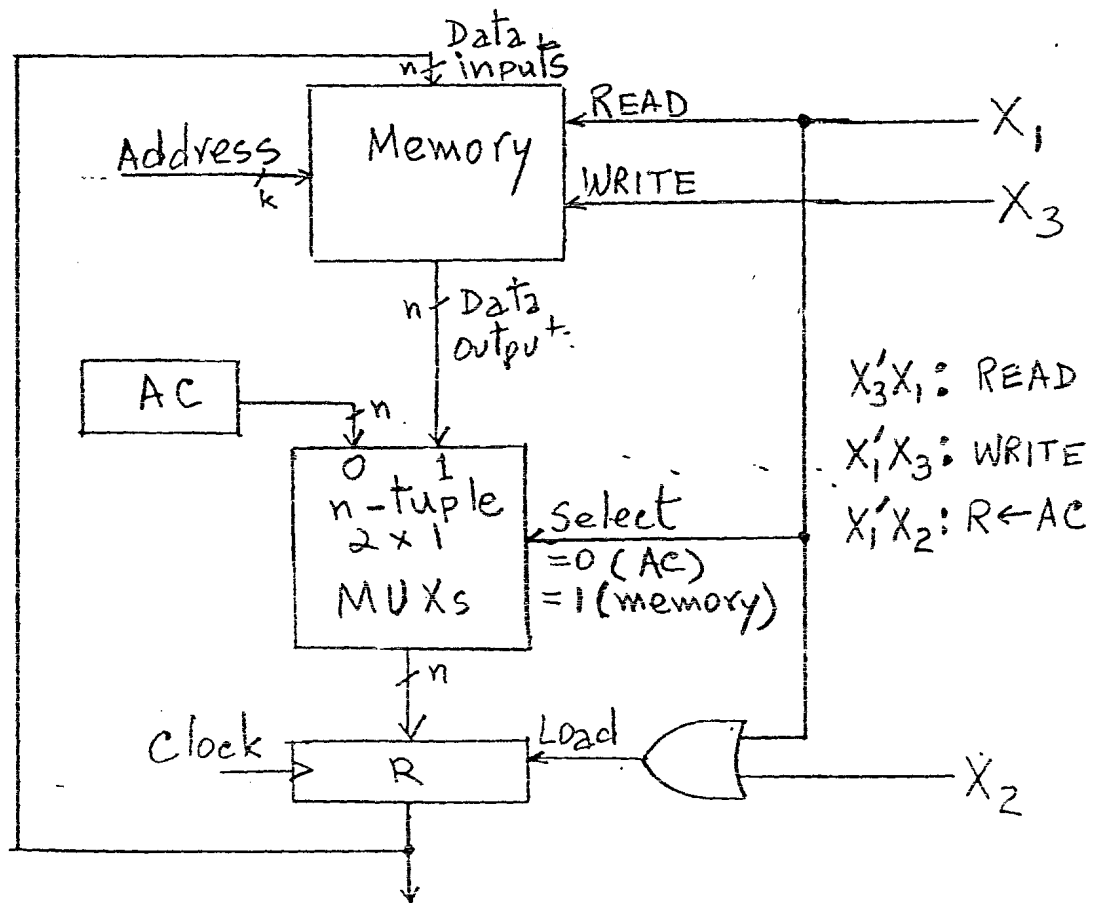 Data
n inputs
READ
X₁
Memory
Address
k
WRITE
X₃
n Data
output
AC
n
0 1
n-tuple
2 x 1
MUXs
Select
=0 (AC)
=1 (memory)
X₃'X₁: READ
X₁'X₃: WRITE
X₁'X₂: R←AC
n
Clock
R
Load
X₂